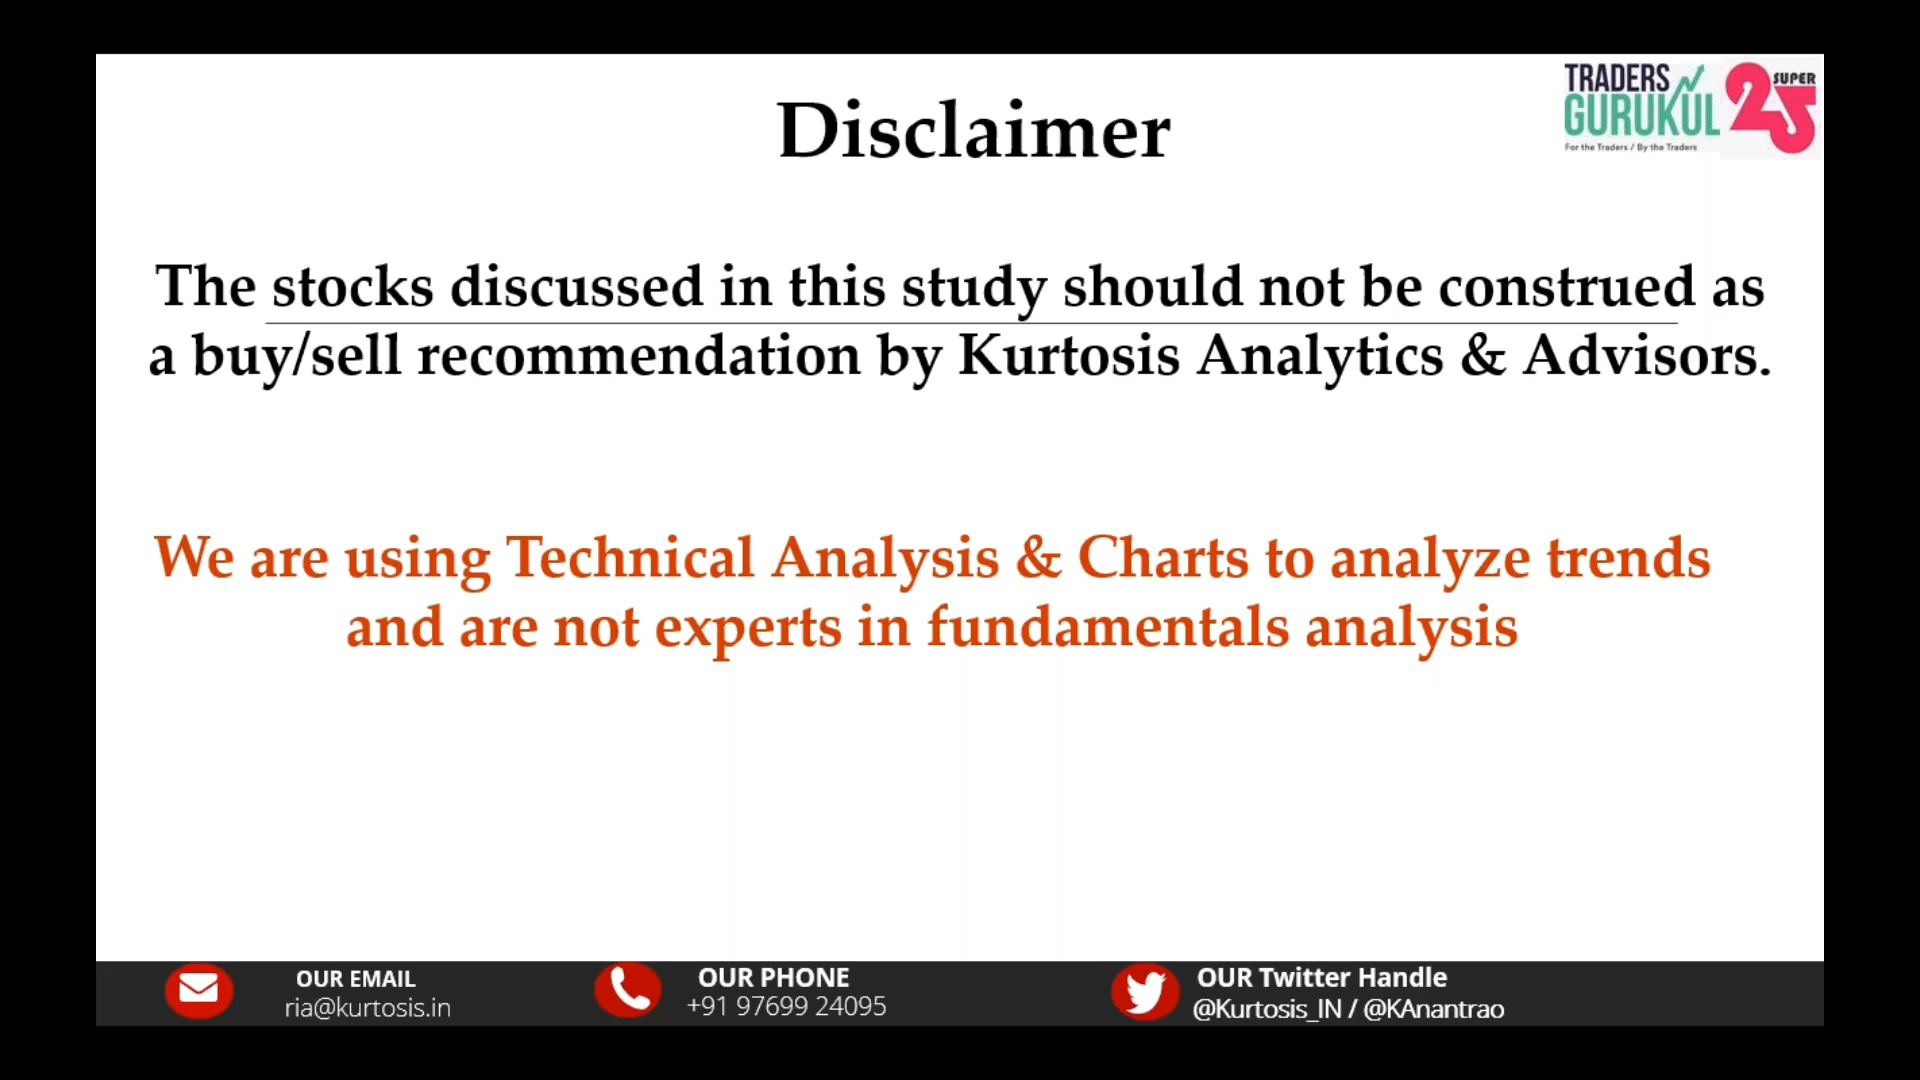 Disclaimer
TRADERS
GURUKUL
For the Traders / By the Traders
SUPER
25
The stocks discussed in this study should not be construed as
a buy/sell recommendation by Kurtosis Analytics & Advisors.
We are using Technical Analysis & Charts to analyze trends
and are not experts in fundamentals analysis
OUR EMAIL
ria@kurtosis.in
OUR PHONE
+91 97699 24095
OUR Twitter Handle
@Kurtosis_IN / @KAnantrao